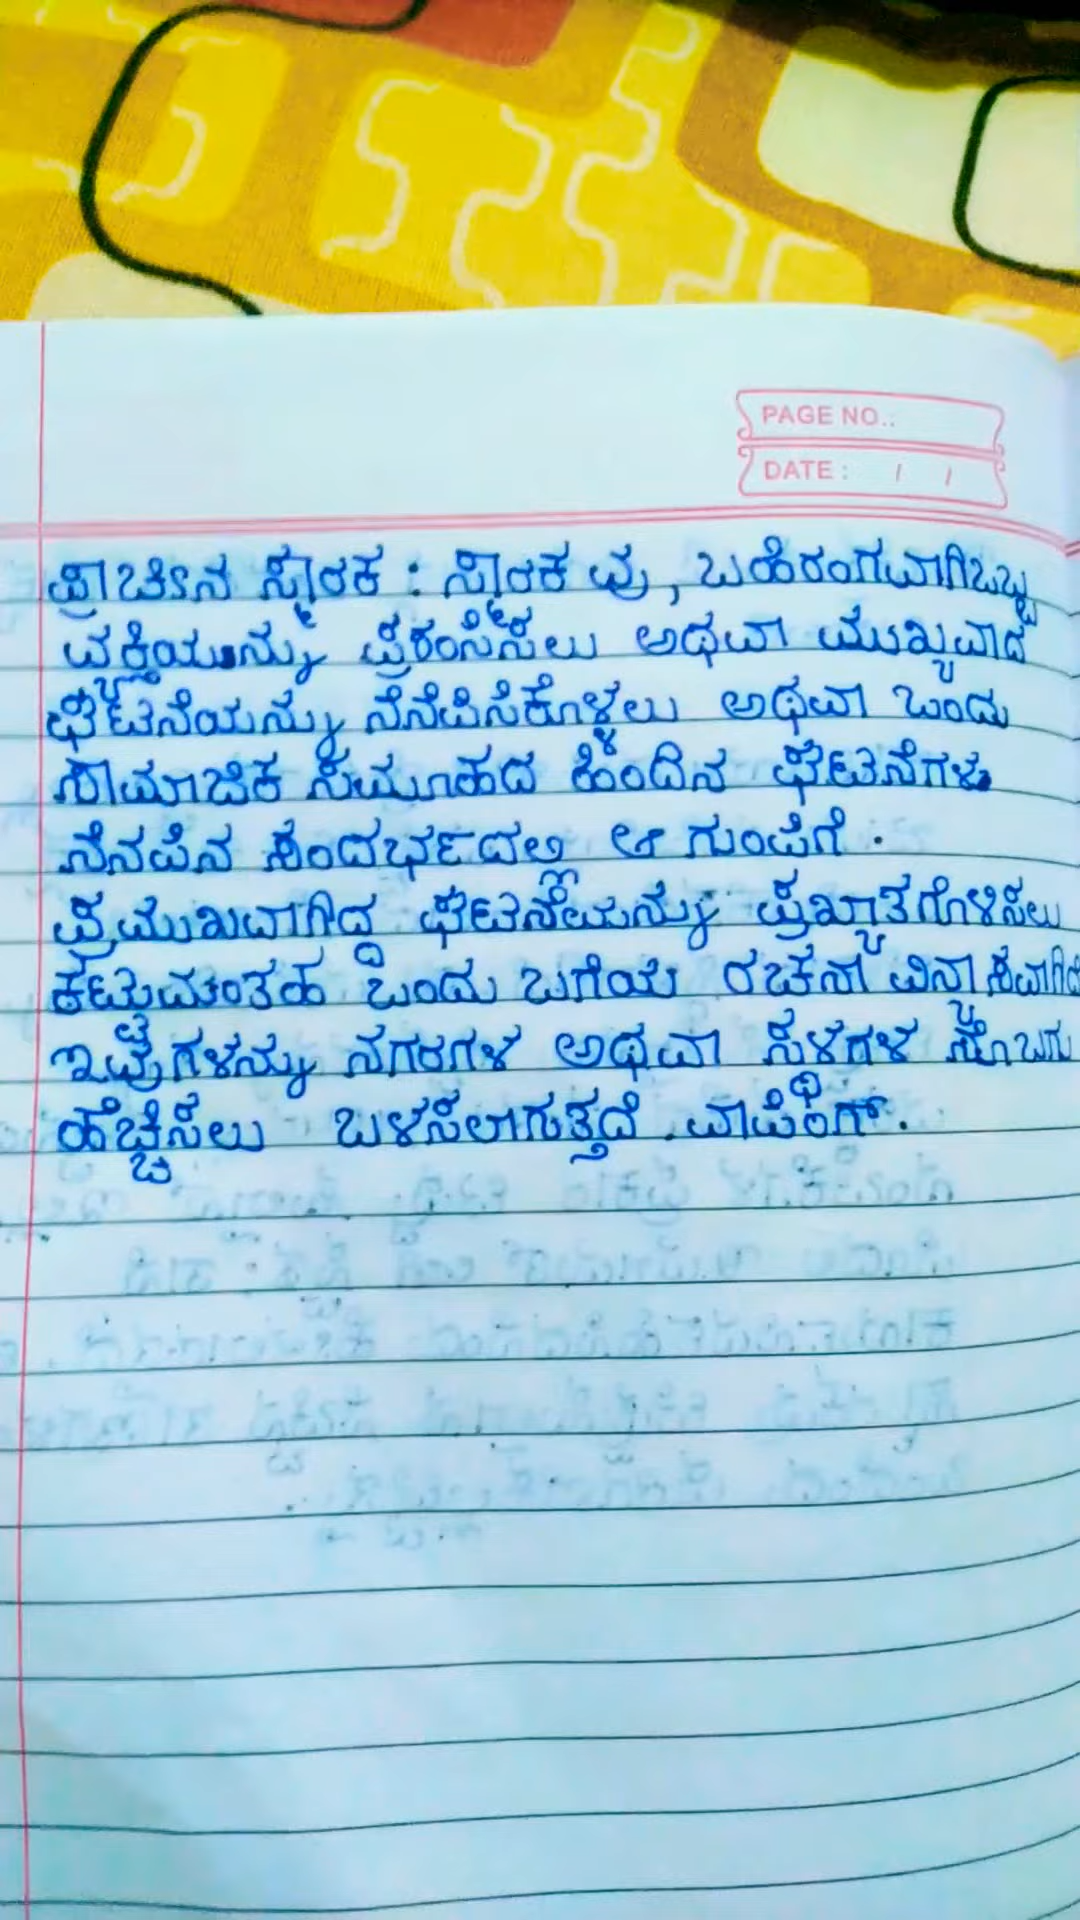 PAGE NO.:
DATE : / /
ಪ್ರಾಚೀನ ಸ್ಮಾರಕ : ಸ್ಮಾರಕ ವು , ಬಹಿರಂಗವಾಗಿಒಬ್ಬ
ವ್ಯಕ್ತಿಯನ್ನು ಪ್ರಶಂಸಿಸಲು ಅಥವಾ ಮುಖ್ಯವಾದ
ಘಟನೆಯನ್ನು ನೆನೆಪಿಸಿಕೊಳ್ಳಲು ಅಥವಾ ಒಂದು
ಸಾಮಾಜಿಕ ಸಮೂಹದ ಹಿಂದಿನ ಘಟನೆಗಳು
ನೆನಪಿನ ಸಂದರ್ಭದಲ್ಲಿ ಆ ಗುಂಪಿಗೆ .
ಪ್ರಮುಖವಾಗಿದ್ದ ಘಟನೆಯನ್ನು ಪ್ರಖ್ಯಾತಗೊಳಿಸಲು
ಕಟ್ಟುವಂತಹ ಒಂದು ಬಗೆಯ ರಚನಾ ವಿನ್ಯಾಸವಾಗಿದೆ
ಇವುಗಳನ್ನು ನಗರಗಳ ಅಥವಾ ಸ್ಥಳಗಳ ಸೊಬಗು
ಹೆಚ್ಚಿಸಲು ಬಳಸಲಾಗುತ್ತದೆ . ವಾಪಿಂಗ್ .